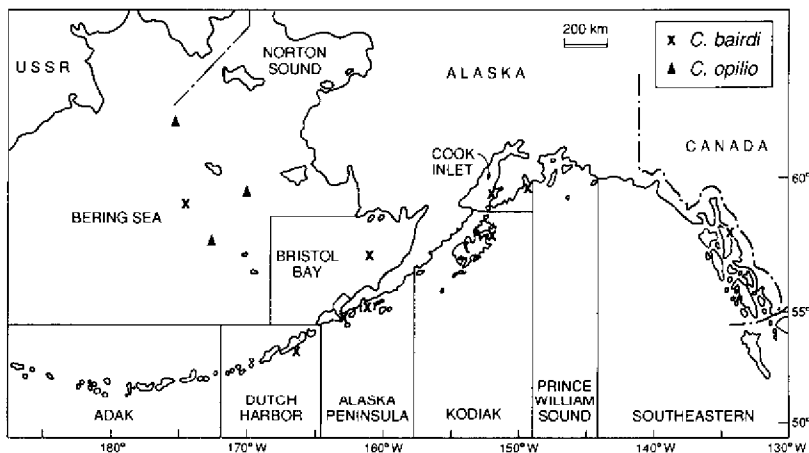 200 km
x C. bairdi
▲ C. opilio
USSR
NORTON
SOUND
ALASKA
CANADA
COOK
INLET
60°
BERING SEA
BRISTOL
BAY
55°
ADAK
DUTCH
HARBOR
ALASKA
PENINSULA
KODIAK
PRINCE
WILLIAM
SOUND
SOUTHEASTERN
50°
180°
170°W
160°W
150°W
140°W
130°W